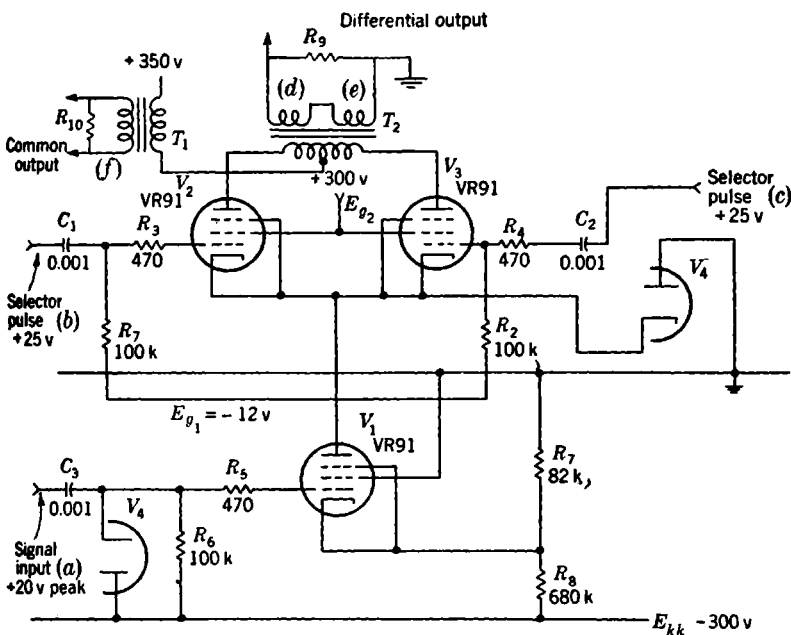 Differential output
R9
(d)
(e)
T2
+ 350 v
R10
T1
Common output
(f)
V2
VR91
+300 v
Eg2
V3
VR91
Selector pulse (c)
+25 v
C1
0.001
R3
470
R4
470
C2
0.001
V4
Selector pulse (b)
+25 v
R7
100 k
R2
100 k
Eg1 = - 12 v
V1
VR91
R7
82 k
C3
0.001
R5
470
V4
R6
100 k
Signal input (a)
+20 v peak
R8
680 k
Ekk -300 v